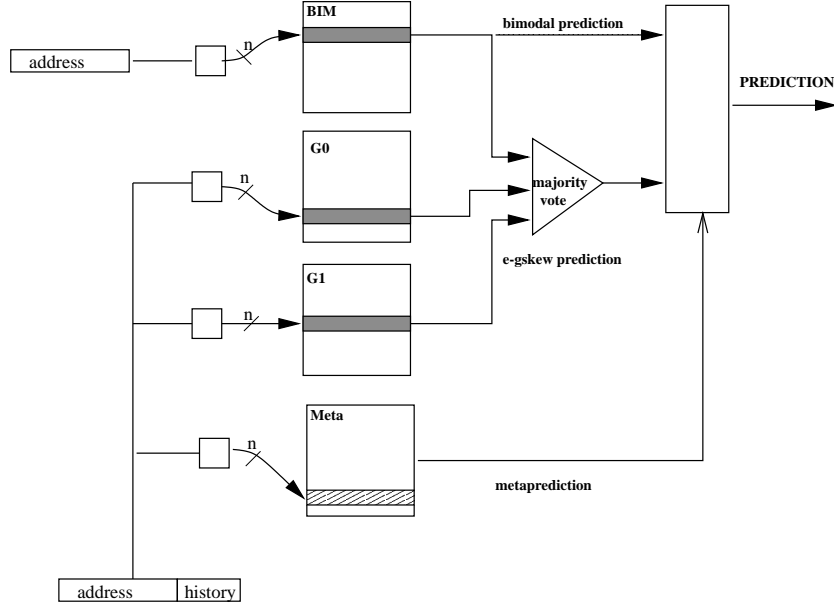 BIM
n
bimodal prediction
address
PREDICTION
G0
n
majority
vote
e-gskew prediction
G1
n
Meta
n
metaprediction
address
history